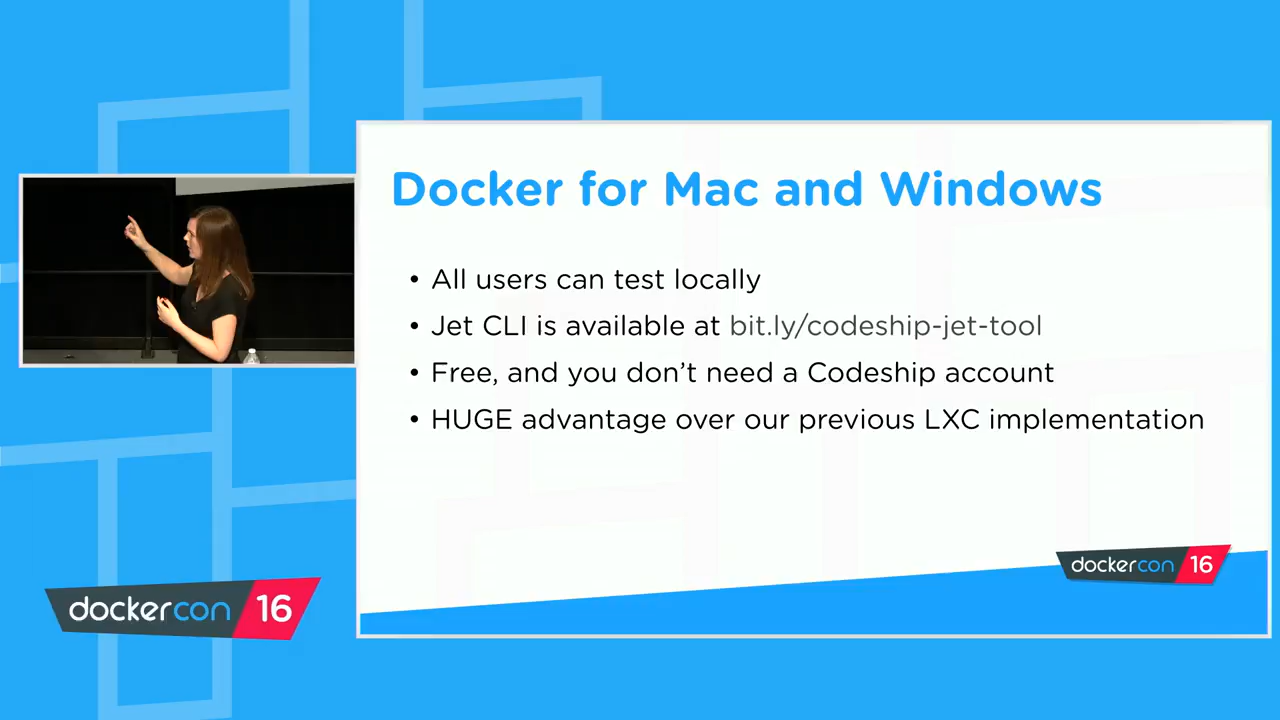 Docker for Mac and Windows
• All users can test locally
• Jet CLI is available at bit.ly/codeship-jet-tool
• Free, and you don’t need a Codeship account
• HUGE advantage over our previous LXC implementation
dockercon 16
dockercon 16